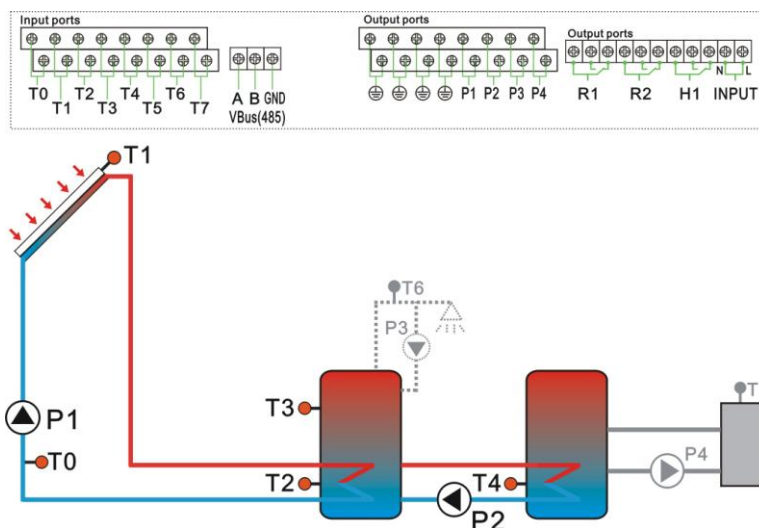 Input ports
T0 T1 T2 T3 T4 T5 T6 T7
A B GND
VBus(485)
Output ports
P1 P2 P3 P4
Output ports
R1 R2 H1 N L
INPUT
T1
T6
P3
T3
P1
T0
T2
T4
P2
P4
T